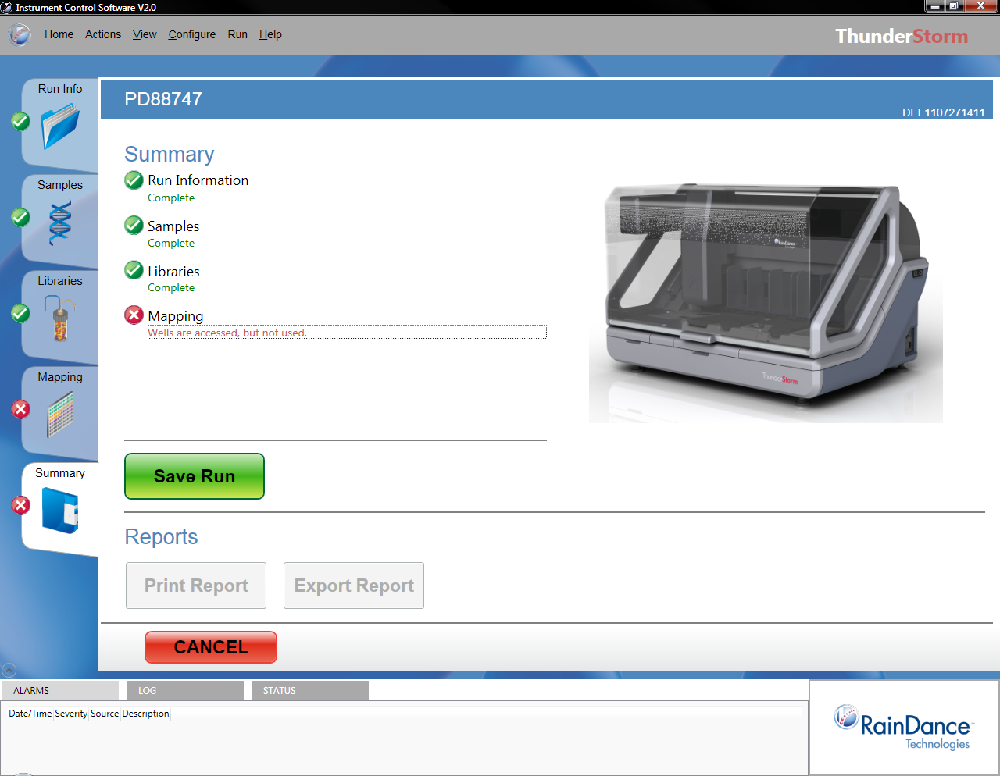 Instrument Control Software V2.0
Home Actions View Configure Run Help
ThunderStorm
Run Info
Samples
Libraries
Mapping
Summary
PD88747
DEF1107271411
Summary
Run Information
Complete
Samples
Complete
Libraries
Complete
Mapping
Wells are accessed, but not used.
RainDance
ThunderStorm
Save Run
Reports
Print Report Export Report
CANCEL
ALARMS LOG STATUS
Date/Time Severity Source Description
RainDance™
Technologies